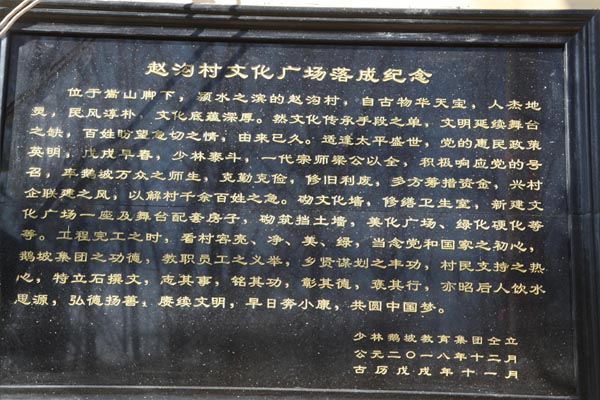 赵沟村文化广场落成纪念
位于嵩山脚下，颍水之滨的赵沟村，自古物华天宝，人杰地
灵，民风淳朴，文化底蕴深厚。然文化传承手段之单，文明延续舞台
之缺，百姓盼望急切之情，由来已久。适逢太平盛世，党的惠民政策
英明，戊戌早春，少林泰斗，一代宗师梁公以全，积极响应党的号
召，率鹅坡万众之师生，克勤克俭，修旧利废，多方筹措资金，兴村
企联建之风，以解村千余百姓之急。砌文化墙，修缮卫生室，新建文
化广场一座及舞台配套房子，砌筑挡土墙，美化广场、绿化硬化等
等。工程完工之时，看村容亮、净、美、绿，当念党和国家之初心，
鹅坡集团之功德，教职员工之义举，乡贤谋划之丰功，村民支持之热
心，特立石撰文，志其事，铭其功，彰其德，衷其行，亦昭后人饮水
思源，弘德扬善，赓续文明，早日奔小康，共圆中国梦。
少林鹅坡教育集团仝立
公元二〇一八年十二月
古历戊戌年十一月